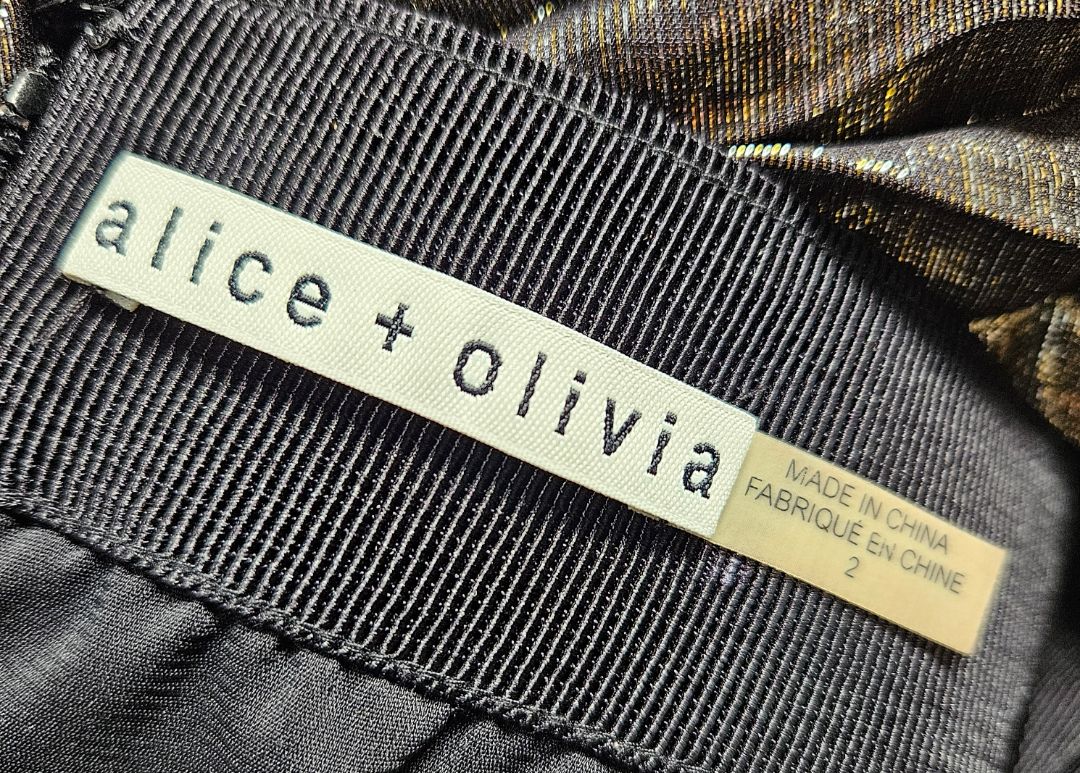 alice + olivia
MADE IN CHINA
FABRIQUÉ EN CHINE
2